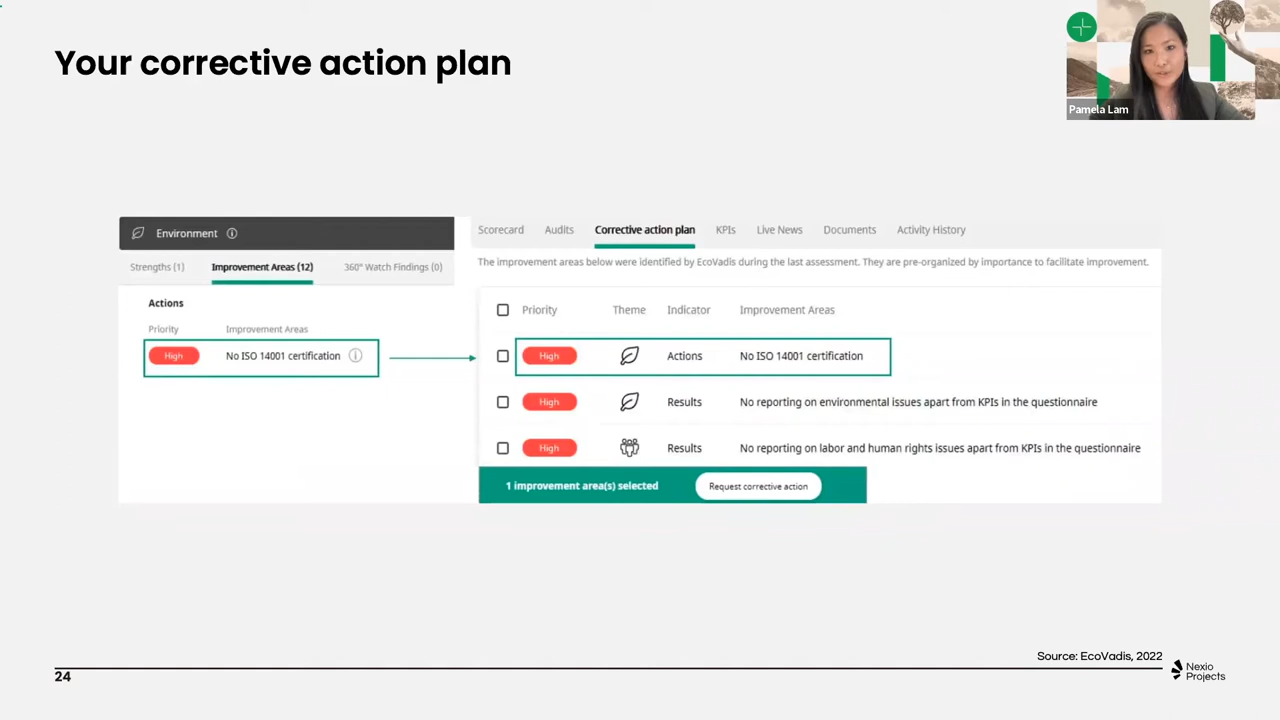 Your corrective action plan
Pamela Lam
Environment
Strengths (1) Improvement Areas (12) 360° Watch Findings (0)
Actions
Priority Improvement Areas
High No ISO 14001 certification
Scorecard Audits Corrective action plan KPIs Live News Documents Activity History
The improvement areas below were identified by EcoVadis during the last assessment. They are pre-organized by importance to facilitate improvement.
Priority Theme Indicator Improvement Areas
High Actions No ISO 14001 certification
High Results No reporting on environmental issues apart from KPIs in the questionnaire
High Results No reporting on labor and human rights issues apart from KPIs in the questionnaire
1 improvement area(s) selected Request corrective action
Source: EcoVadis, 2022
24
Nexio
Projects